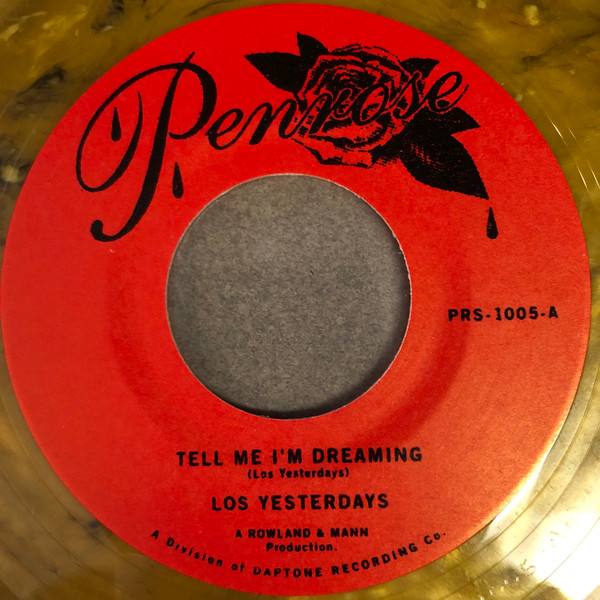 Penrose
PRS-1005-A
TELL ME I'M DREAMING
(Los Yesterdays)
LOS YESTERDAYS
A ROWLAND & MANN
Production.
A Division of DAPTONE RECORDING Co.